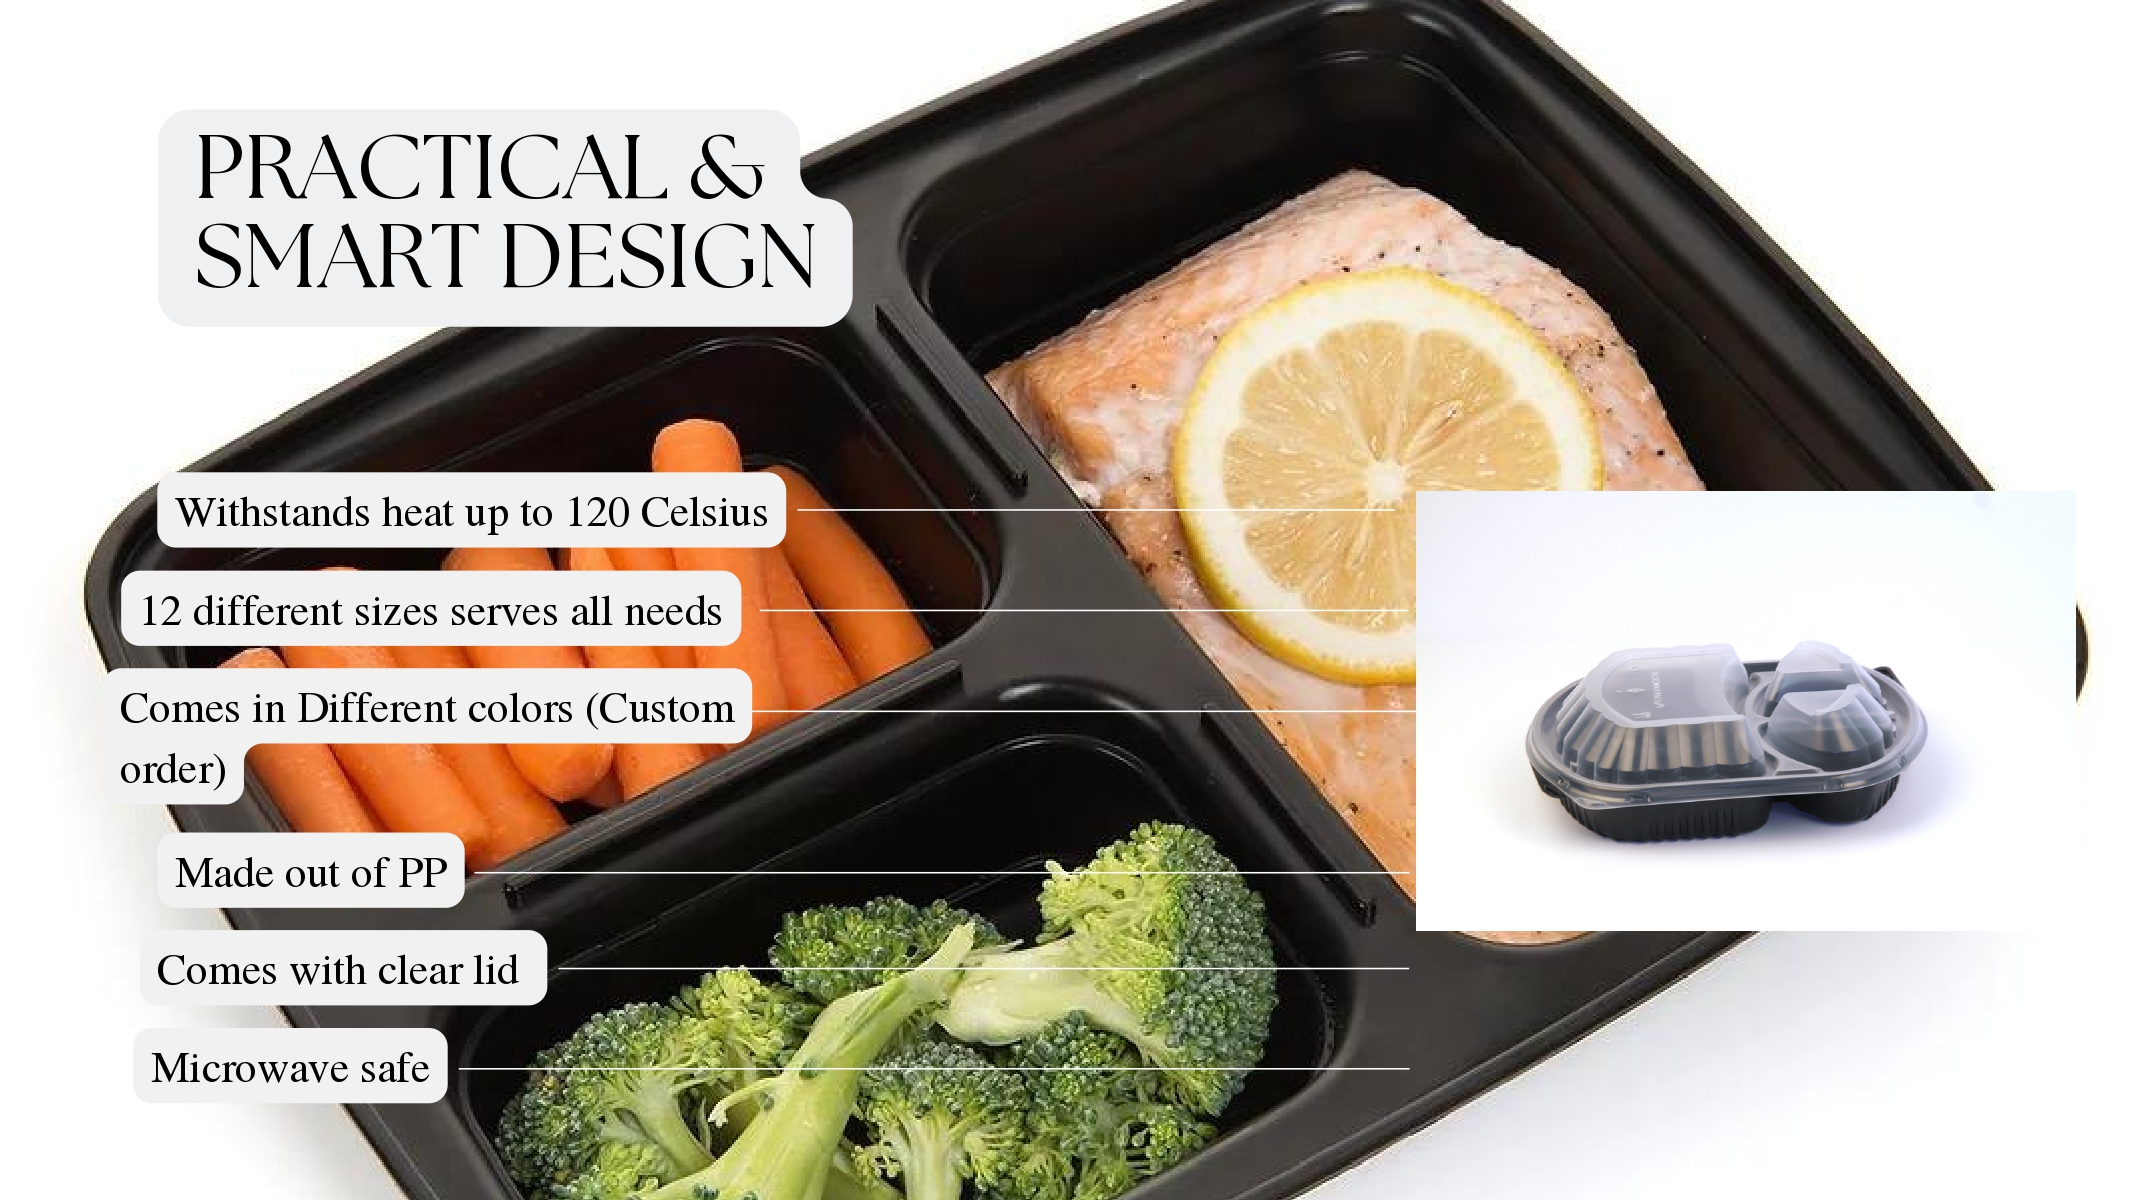 PRACTICAL &
SMART DESIGN
Withstands heat up to 120 Celsius
12 different sizes serves all needs
Comes in Different colors (Custom
order)
Made out of PP
Comes with clear lid
Microwave safe